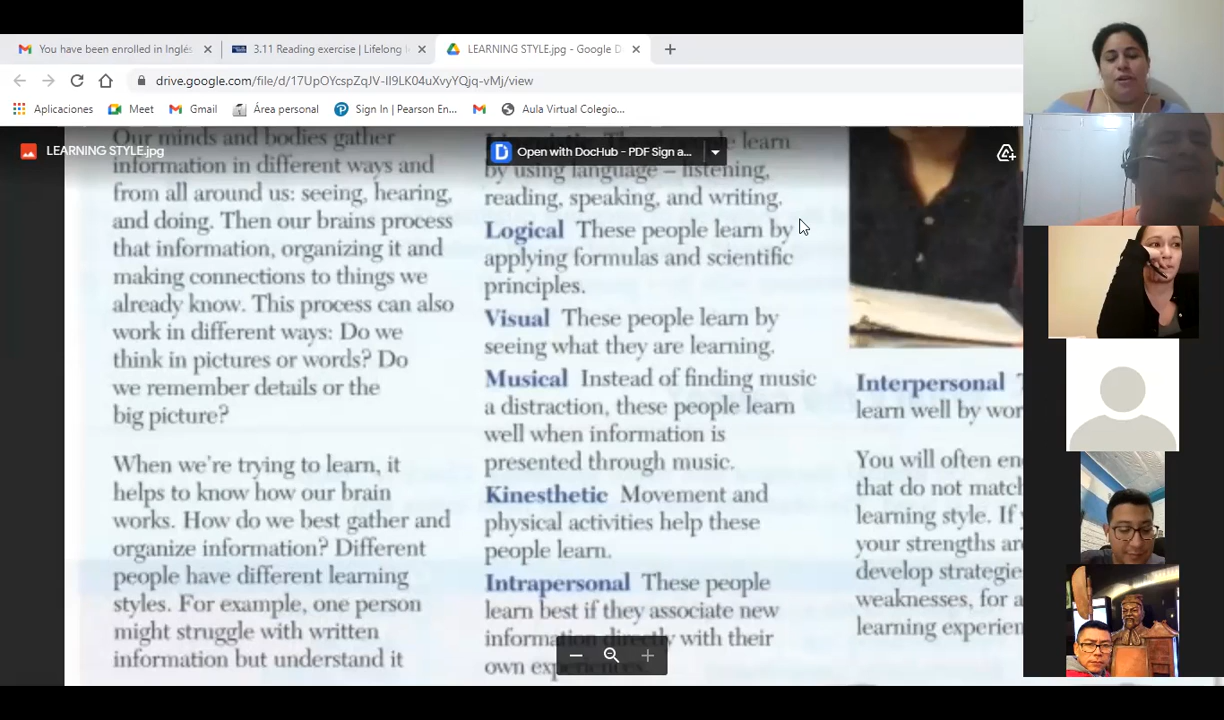 You have been enrolled in Inglés
3.11 Reading exercise | Lifelong l
LEARNING STYLE.jpg - Google D
drive.google.com/file/d/17UpOYcspZqJV-II9LK04uXvyYQjq-vMj/view
Aplicaciones
Meet
Gmail
Área personal
Sign In | Pearson En...
Aula Virtual Colegio...
LEARNING STYLE.jpg
Open with DocHub - PDF Sign a...
Our minds and bodies gather
information in different ways and
from all around us: seeing, hearing,
and doing. Then our brains process
that information, organizing it and
making connections to things we
already know. This process can also
work in different ways: Do we
think in pictures or words? Do
we remember details or the
big picture?
When we're trying to learn, it
helps to know how our brain
works. How do we best gather and
organize information? Different
people have different learning
styles. For example, one person
might struggle with written
information but understand it
learn
by using language – listening,
reading, speaking, and writing.
Logical These people learn by
applying formulas and scientific
principles.
Visual These people learn by
seeing what they are learning.
Musical Instead of finding music
a distraction, these people learn
well when information is
presented through music.
Kinesthetic Movement and
physical activities help these
people learn.
Intrapersonal These people
learn best if they associate new
information directly with their
own
Interpersonal
learn well by wor
You will often en
that do not match
learning style. If
your strengths ar
develop strategie
weaknesses, for a
learning experien